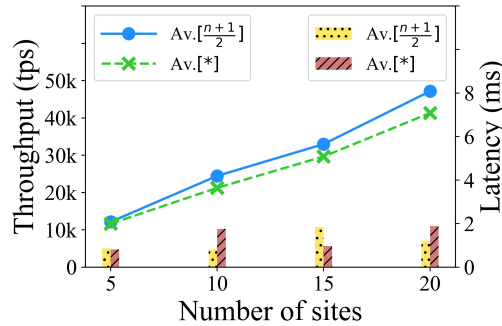 Av.[n+1/2]
Av.[*]
Av.[n+1/2]
Av.[*]
Throughput (tps)
50k
40k
30k
20k
10k
0
Latency (ms)
8
6
4
2
0
5 10 15 20
Number of sites